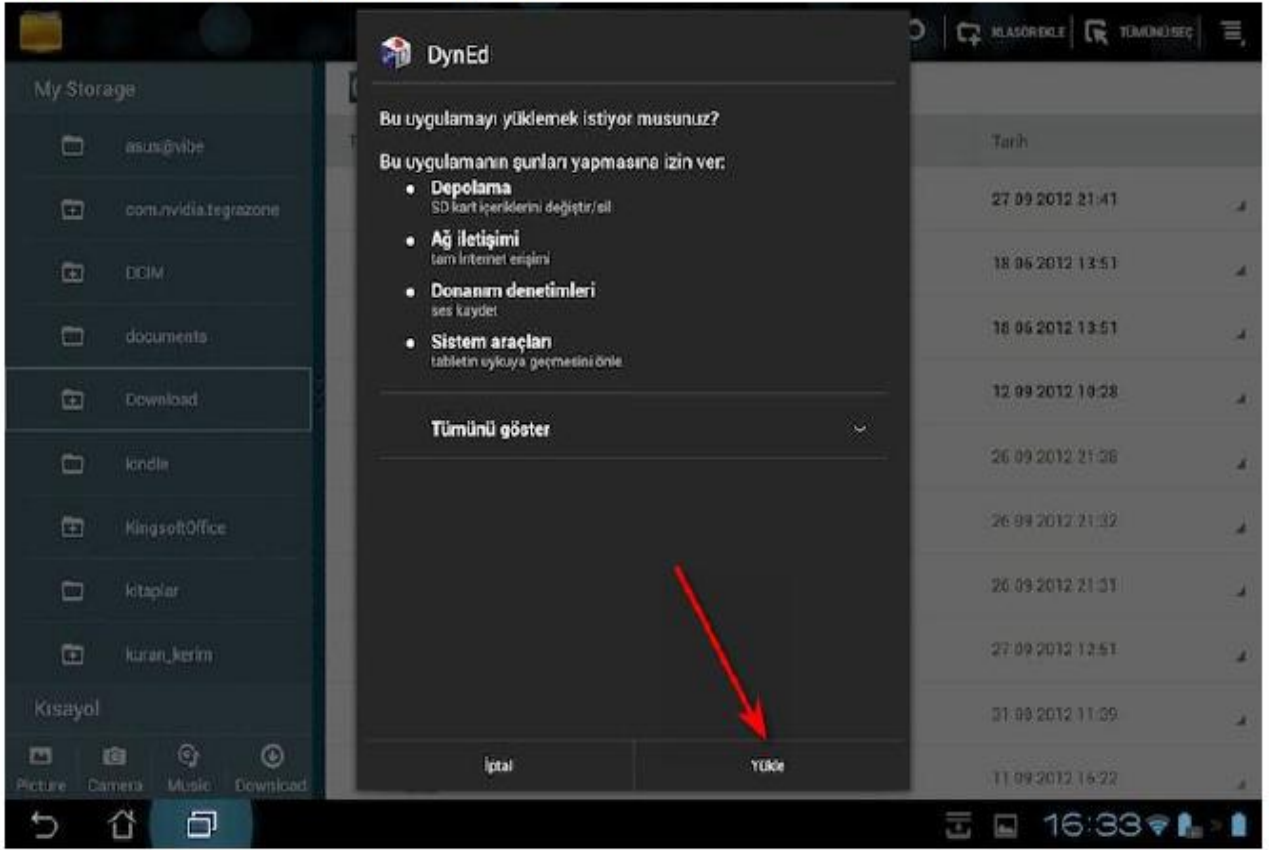 KLASÖR EKLE
TÜMÜNÜ SEÇ
DynEd
My Storage
Bu uygulamayı yüklemek istiyor musunuz?
asus@vibe
Tarih
Bu uygulamanın şunları yapmasına izin ver:
Depolama
SD kart içeriklerini değiştir/sil
com.nvidia.tegrazone
27 09 2012 21:41
Ağ iletişimi
tam İnternet erişimi
DCIM
18 06 2012 13:51
Donanım denetimleri
ses kaydet
documents
18 06 2012 13:51
Sistem araçları
tabletin uykuya geçmesini önle
Download
12 09 2012 10:28
Tümünü göster
kindle
26 09 2012 21:38
KingsoftOffice
26 09 2012 21:32
kitaplar
26 09 2012 21:31
kuran_kerim
27 09 2012 12:51
Kısayol
31 08 2012 11:39
Picture
Camera
Music
Download
İptal
Yükle
11 09 2012 16:22
16:33